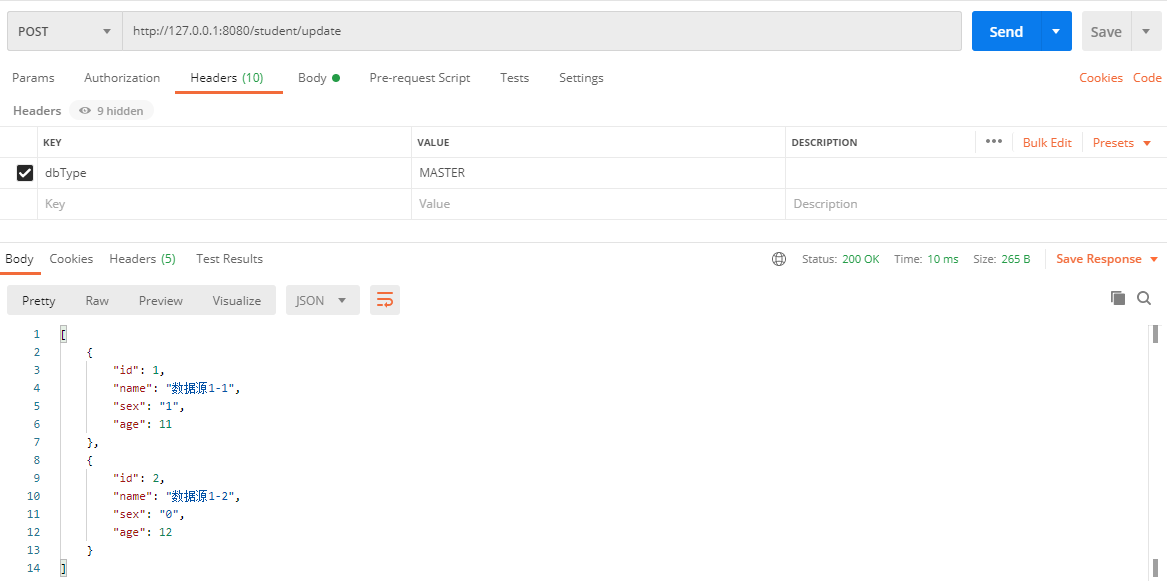 POST http://127.0.0.1:8080/student/update Send Save
Params Authorization Headers (10) Body Pre-request Script Tests Settings Cookies Code
Headers 9 hidden
KEY VALUE DESCRIPTION ••• Bulk Edit Presets
dbType MASTER
Key Value Description
Body Cookies Headers (5) Test Results Status: 200 OK Time: 10 ms Size: 265 B Save Response
Pretty Raw Preview Visualize JSON
1 [
2 {
3 "id": 1,
4 "name": "数据源1-1",
5 "sex": "1",
6 "age": 11
7 },
8 {
9 "id": 2,
10 "name": "数据源1-2",
11 "sex": "0",
12 "age": 12
13 }
14 ]